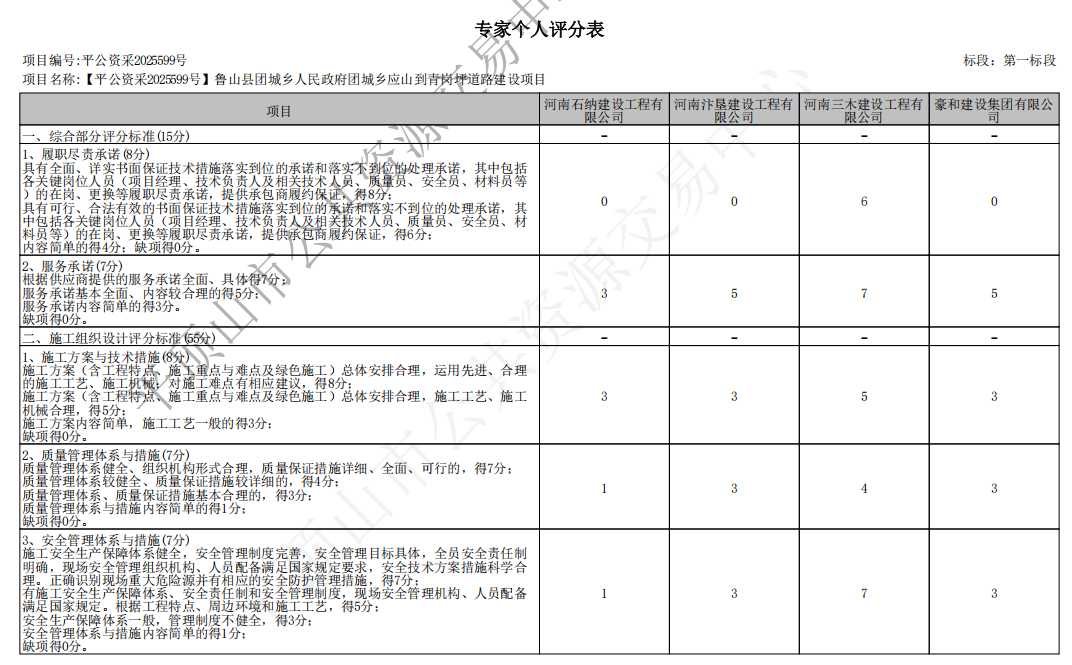 专家个人评分表
项目编号:平公资采2025599号
标段: 第一标段
项目名称:【平公资采2025599号】鲁山县团城乡人民政府团城乡应山到青岗坪道路建设项目
项目
河南石纳建设工程有限公司
河南汴垦建设工程有限公司
河南三木建设工程有限公司
豪和建设集团有限公司
一、综合部分评分标准(15分)
- - - -
1、履职尽责承诺(8分)
具有全面、详实书面保证技术措施落实到位的承诺和落实不到位的处理承诺，其中包括
各关键岗位人员（项目经理、技术负责人及相关技术人员、质量员、安全员、材料员等
）的在岗、更换等履职尽责承诺，提供承包商履约保证，得8分；
具有可行、合法有效的书面保证技术措施落实到位的承诺和落实不到位的处理承诺，其
中包括各关键岗位人员（项目经理、技术负责人及相关技术人员、质量员、安全员、材
料员等）的在岗、更换等履职尽责承诺，提供承包商履约保证，得6分；
内容简单的得4分；缺项得0分。
0 0 6 0
2、服务承诺(7分)
根据供应商提供的服务承诺全面、具体得7分；
服务承诺基本全面、内容较合理的得5分；
服务承诺内容简单的得3分。
缺项得0分。
3 5 7 5
二、施工组织设计评分标准(55分)
- - - -
1、施工方案与技术措施(8分)
施工方案（含工程特点、施工重点与难点及绿色施工）总体安排合理，运用先进、合理
的施工工艺、施工机械；对施工难点有相应建议，得8分；
施工方案（含工程特点、施工重点与难点及绿色施工）总体安排合理，施工工艺、施工
机械合理，得5分；
施工方案内容简单，施工工艺一般的得3分；
缺项得0分。
3 3 5 3
2、质量管理体系与措施(7分)
质量管理体系健全、组织机构形式合理，质量保证措施详细、全面、可行的，得7分；
质量管理体系较健全、质量保证措施较详细的，得4分；
质量管理体系、质量保证措施基本合理的，得3分；
质量管理体系与措施内容简单的得1分；
缺项得0分。
1 3 4 3
3、安全管理体系与措施(7分)
施工安全生产保障体系健全，安全管理制度完善，安全管理目标具体，全员安全责任制
明确，现场安全管理组织机构、人员配备满足国家规定要求，安全技术方案措施科学合
理。正确识别现场重大危险源并有相应的安全防护管理措施，得7分；
有施工安全生产保障体系、安全责任制和安全管理制度，现场安全管理机构、人员配备
满足国家规定。根据工程特点、周边环境和施工工艺，得5分；
安全生产保障体系一般，管理制度不健全，得3分；
安全管理体系与措施内容简单的得1分；
缺项得0分。
1 3 7 3
平顶山市公共资源交易中
顶山市公共资源交易中心